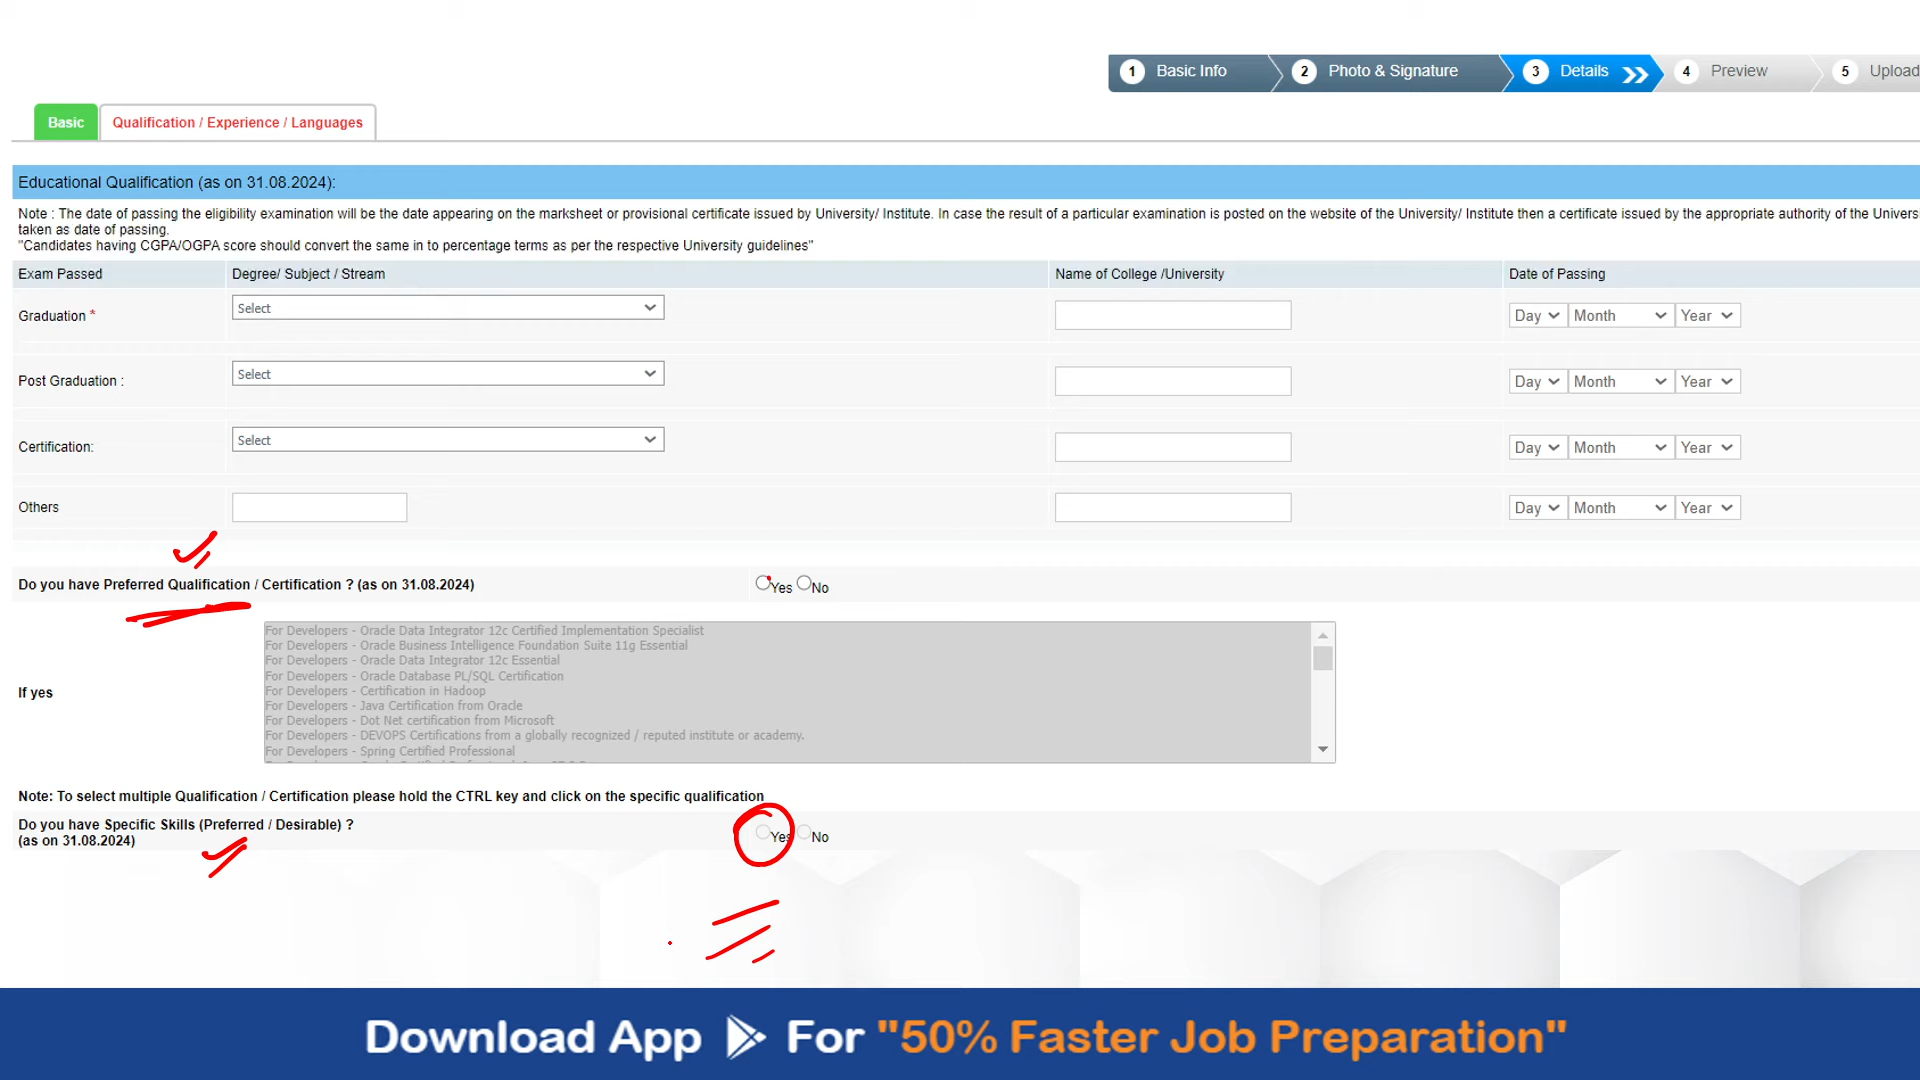 1 Basic Info 2 Photo & Signature 3 Details 4 Preview 5 Upload
Basic Qualification / Experience / Languages
Educational Qualification (as on 31.08.2024):
Note : The date of passing the eligibility examination will be the date appearing on the marksheet or provisional certificate issued by University/ Institute. In case the result of a particular examination is posted on the website of the University/ Institute then a certificate issued by the appropriate authority of the Univers
taken as date of passing.
"Candidates having CGPA/OGPA score should convert the same in to percentage terms as per the respective University guidelines"
Exam Passed Degree/ Subject / Stream Name of College /University Date of Passing
Graduation * Select Day Month Year
Post Graduation : Select Day Month Year
Certification: Select Day Month Year
Others Day Month Year
Do you have Preferred Qualification / Certification ? (as on 31.08.2024) Yes No
If yes
For Developers - Oracle Data Integrator 12c Certified Implementation Specialist
For Developers - Oracle Business Intelligence Foundation Suite 11g Essential
For Developers - Oracle Data Integrator 12c Essential
For Developers - Oracle Database PL/SQL Certification
For Developers - Certification in Hadoop
For Developers - Java Certification from Oracle
For Developers - Dot Net certification from Microsoft
For Developers - DEVOPS Certifications from a globally recognized / reputed institute or academy.
For Developers - Spring Certified Professional
Note: To select multiple Qualification / Certification please hold the CTRL key and click on the specific qualification
Do you have Specific Skills (Preferred / Desirable) ?
(as on 31.08.2024) Yes No
Download App For "50% Faster Job Preparation"